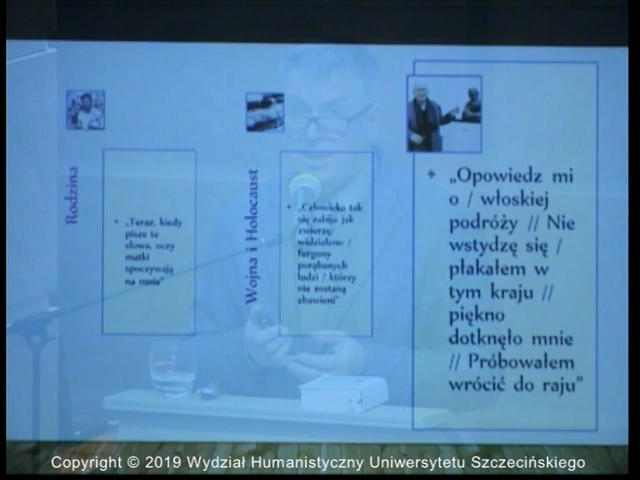 Rodzina
„Teraz, kiedy
piszę te
słowa, oczy
matki
spoczywają
na mnie”
Wojna i Holocaust
„Człowieka tak
się zabija jak
zwierzę/
widziałem: /
furgony
porąbanych
ludzi / którzy
nie zostaną
zbawieni”
„Opowiedz mi
o / włoskiej
podróży // Nie
wstydzę się /
płakałem w
tym kraju //
piękno
dotknęło mnie
// Próbowałem
wrócić do raju”
Copyright © 2019 Wydział Humanistyczny Uniwersytetu Szczecińskiego